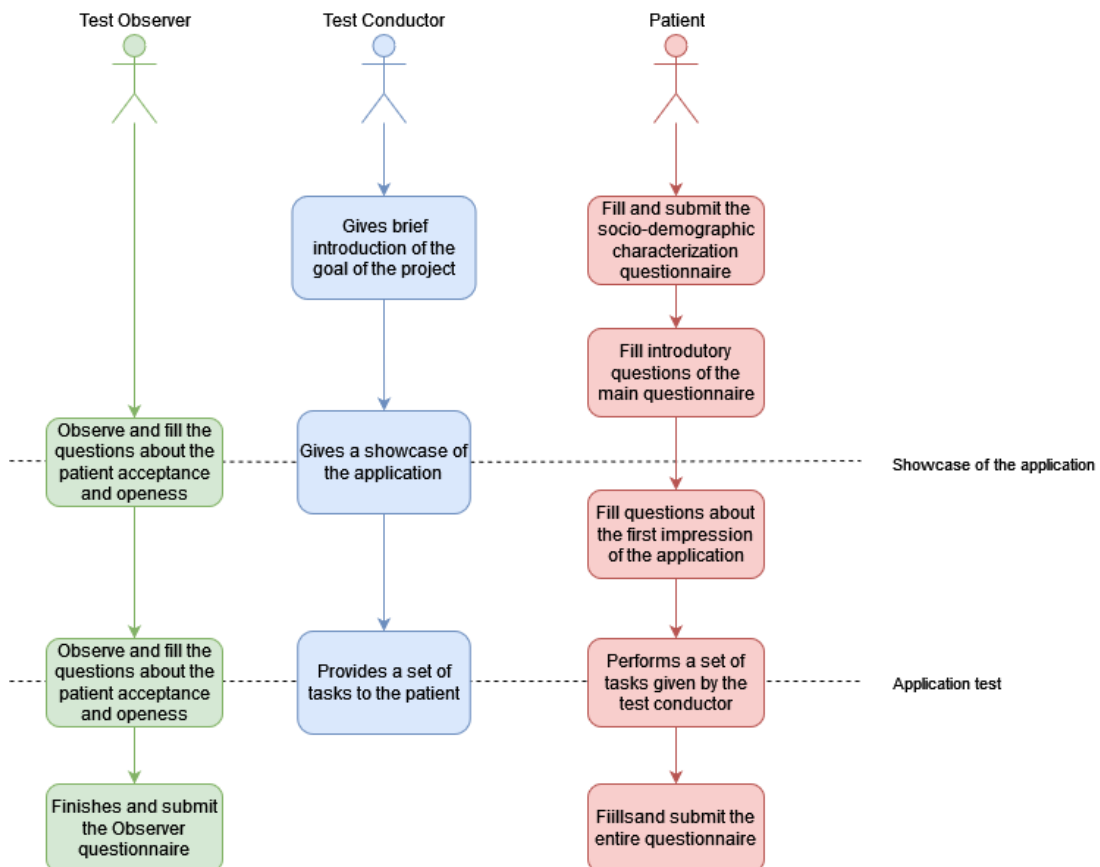 Test Observer
Test Conductor
Patient
Gives brief
introduction of the
goal of the project
Fill and submit the
socio-demographic
characterization
questionnaire
Fill introdutory
questions of the
main questionnaire
Observe and fill the
questions about the
patient acceptance
and openess
Gives a showcase of
the application
Showcase of the application
Fill questions about
the first impression
of the application
Observe and fill the
questions about the
patient acceptance
and openess
Provides a set of
tasks to the patient
Performs a set of
tasks given by the
test conductor
Application test
Finishes and submit
the Observer
questionnaire
Fiillsand submit the
entire questionnaire